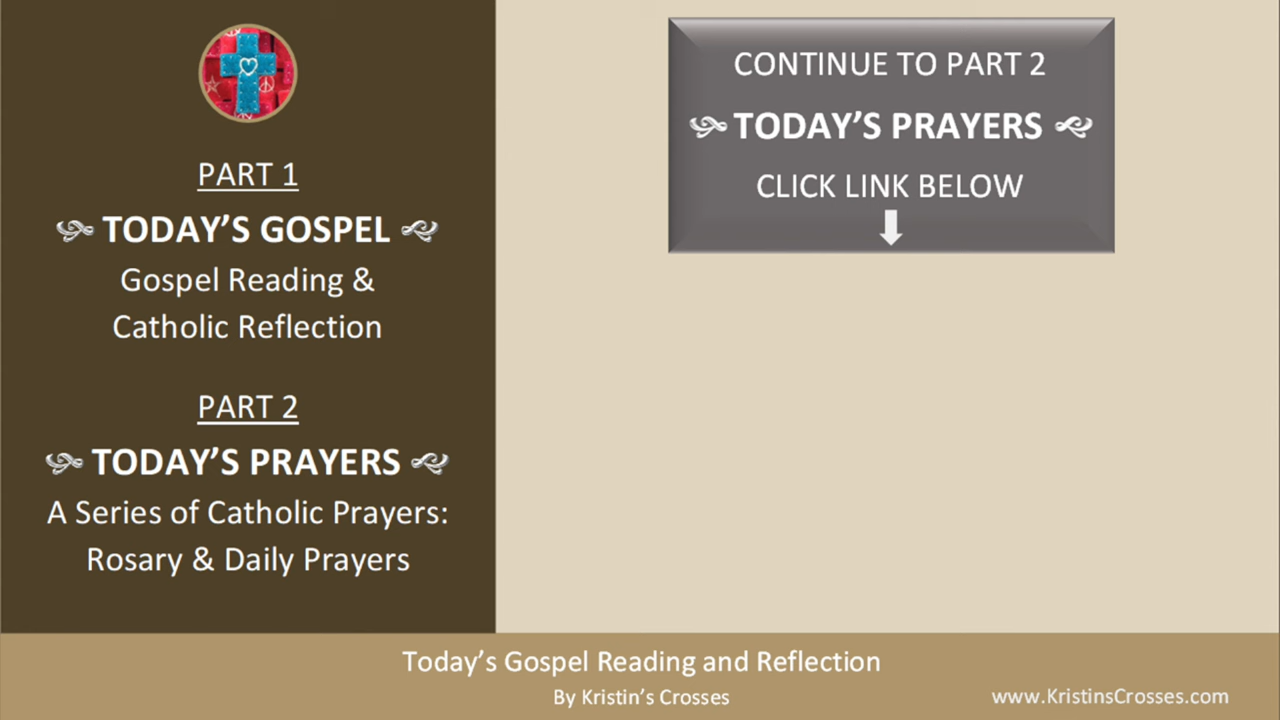 PART 1
TODAY’S GOSPEL
Gospel Reading &
Catholic Reflection
PART 2
TODAY’S PRAYERS
A Series of Catholic Prayers:
Rosary & Daily Prayers
CONTINUE TO PART 2
TODAY’S PRAYERS
CLICK LINK BELOW
Today’s Gospel Reading and Reflection
By Kristin’s Crosses
www.KristinsCrosses.com